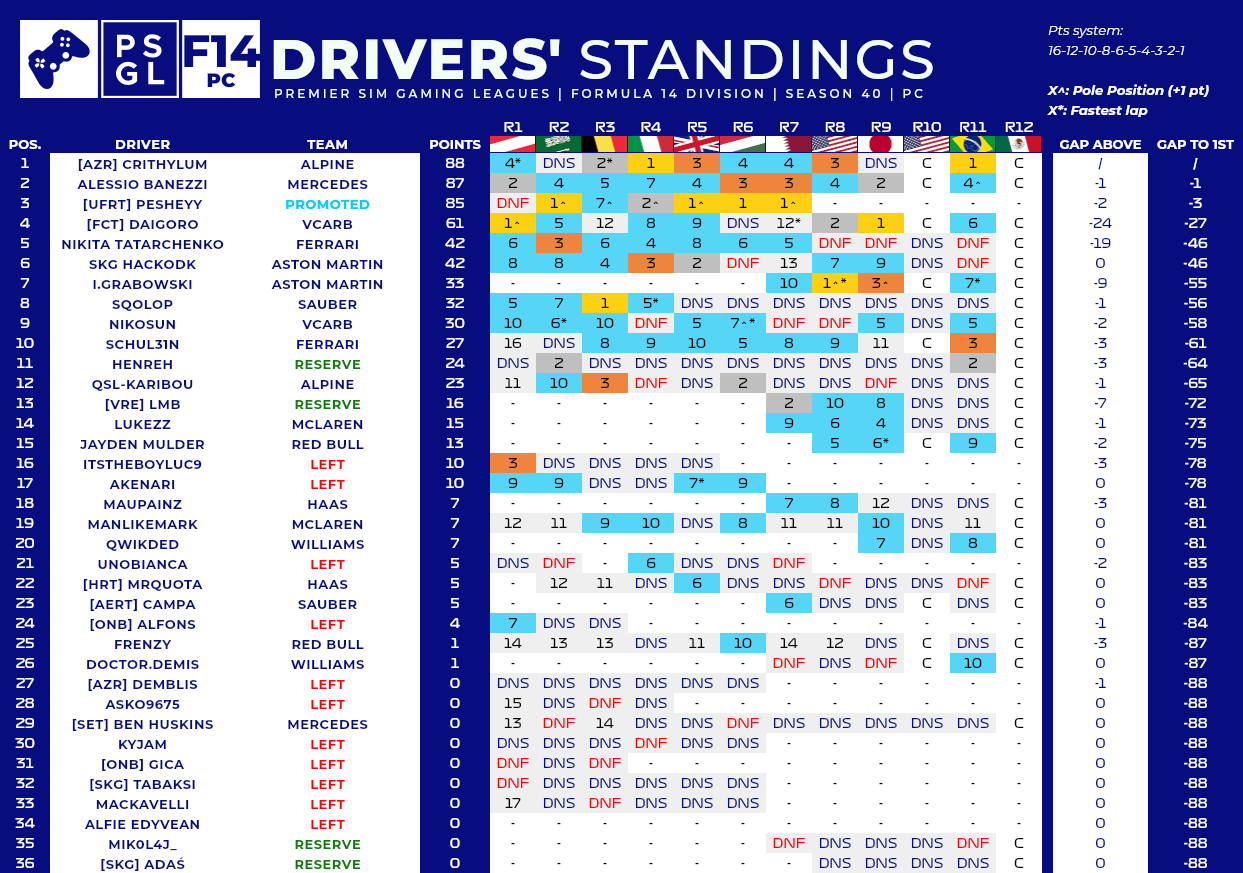 PS
GL
F14
PC
DRIVERS' STANDINGS
PREMIER SIM GAMING LEAGUES | FORMULA 14 DIVISION | SEASON 40 | PC
Pts system:
16-12-10-8-6-5-4-3-2-1
X^: Pole Position (+1 pt)
X*: Fastest lap
R1 R2 R3 R4 R5 R6 R7 R8 R9 R10 R11 R12
POS. DRIVER TEAM POINTS GAP ABOVE GAP TO 1ST
1 [AZR] CRITHYLUM ALPINE 88 4* DNS 2* 1 3 4 4 3 DNS C 1 C / /
2 ALESSIO BANEZZI MERCEDES 87 2 4 5 7 4 3 3 4 2 C 4^ C -1 -1
3 [UFRT] PESHEYY PROMOTED 85 DNF 1^ 7^ 2^ 1^ 1 1^ - - - - - -2 -3
4 [FCT] DAIGORO VCARB 61 1^ 5 12 8 9 DNS 12* 2 1 C 6 C -24 -27
5 NIKITA TATARCHENKO FERRARI 42 6 3 6 4 8 6 5 DNF DNF DNS DNF C -19 -46
6 SKG HACKODK ASTON MARTIN 42 8 8 4 3 2 DNF 13 7 9 DNS DNF C 0 -46
7 I.GRABOWSKI ASTON MARTIN 33 - - - - - - 10 1^* 3^ C 7* C -9 -55
8 SQOLOP SAUBER 32 5 7 1 5* DNS DNS DNS DNS DNS DNS DNS C -1 -56
9 NIKOSUN VCARB 30 10 6* 10 DNF 5 7^* DNF DNF 5 DNS 5 C -2 -58
10 SCHUL31N FERRARI 27 16 DNS 8 9 10 5 8 9 11 C 3 C -3 -61
11 HENREH RESERVE 24 DNS 2 DNS DNS DNS DNS DNS DNS DNS DNS 2 C -3 -64
12 QSL-KARIBOU ALPINE 23 11 10 3 DNF DNS 2 DNS DNS DNF DNS DNS C -1 -65
13 [VRE] LMB RESERVE 16 - - - - - - 2 10 8 DNS DNS C -7 -72
14 LUKEZZ MCLAREN 15 - - - - - - 9 6 4 DNS DNS C -1 -73
15 JAYDEN MULDER RED BULL 13 - - - - - - - 5 6* C 9 C -2 -75
16 ITSTHEBOYLUC9 LEFT 10 3 DNS DNS DNS DNS - - - - - - - -3 -78
17 AKENARI LEFT 10 9 9 DNS DNS 7* 9 - - - - - - 0 -78
18 MAUPAINZ HAAS 7 - - - - - - 7 8 12 DNS DNS C -3 -81
19 MANLIKEMARK MCLAREN 7 12 11 9 10 DNS 8 11 11 10 DNS 11 C 0 -81
20 QWIKDED WILLIAMS 7 - - - - - - - - 7 DNS 8 C 0 -81
21 UNOBIANCA LEFT 5 DNS DNF - 6 DNS DNS DNF - - - - - -2 -83
22 [HRT] MRQUOTA HAAS 5 - 12 11 DNS 6 DNS DNS DNF DNS DNS DNF C 0 -83
23 [AERT] CAMPA SAUBER 5 - - - - - - 6 DNS DNS C DNS C 0 -83
24 [ONB] ALFONS LEFT 4 7 DNS DNS - - - - - - - - - -1 -84
25 FRENZY RED BULL 1 14 13 13 DNS 11 10 14 12 DNS C DNS C -3 -87
26 DOCTOR.DEMIS WILLIAMS 1 - - - - - - DNF DNS DNF C 10 C 0 -87
27 [AZR] DEMBLIS LEFT 0 DNS DNS DNS DNS DNS DNS - - - - - - -1 -88
28 ASKO9675 LEFT 0 15 DNS DNF DNS - - - - - - - - 0 -88
29 [SET] BEN HUSKINS MERCEDES 0 13 DNF 14 DNS DNS DNF DNS DNS DNS DNS DNS C 0 -88
30 KYJAM LEFT 0 DNS DNS DNS DNF DNS DNS - - - - - - 0 -88
31 [ONB] GICA LEFT 0 DNF DNS DNF - - - - - - - - - 0 -88
32 [SKG] TABAKSI LEFT 0 DNF DNS DNS DNS DNS DNS - - - - - - 0 -88
33 MACKAVELLI LEFT 0 17 DNS DNF DNS DNS DNS - - - - - - 0 -88
34 ALFIE EDYVEAN LEFT 0 - - - - - - - - - - - - 0 -88
35 MIK0L4J_ RESERVE 0 - - - - - - DNF DNS DNS DNS DNF C 0 -88
36 [SKG] ADAŚ RESERVE 0 - - - - - - - DNS DNS DNS DNS C 0 -88